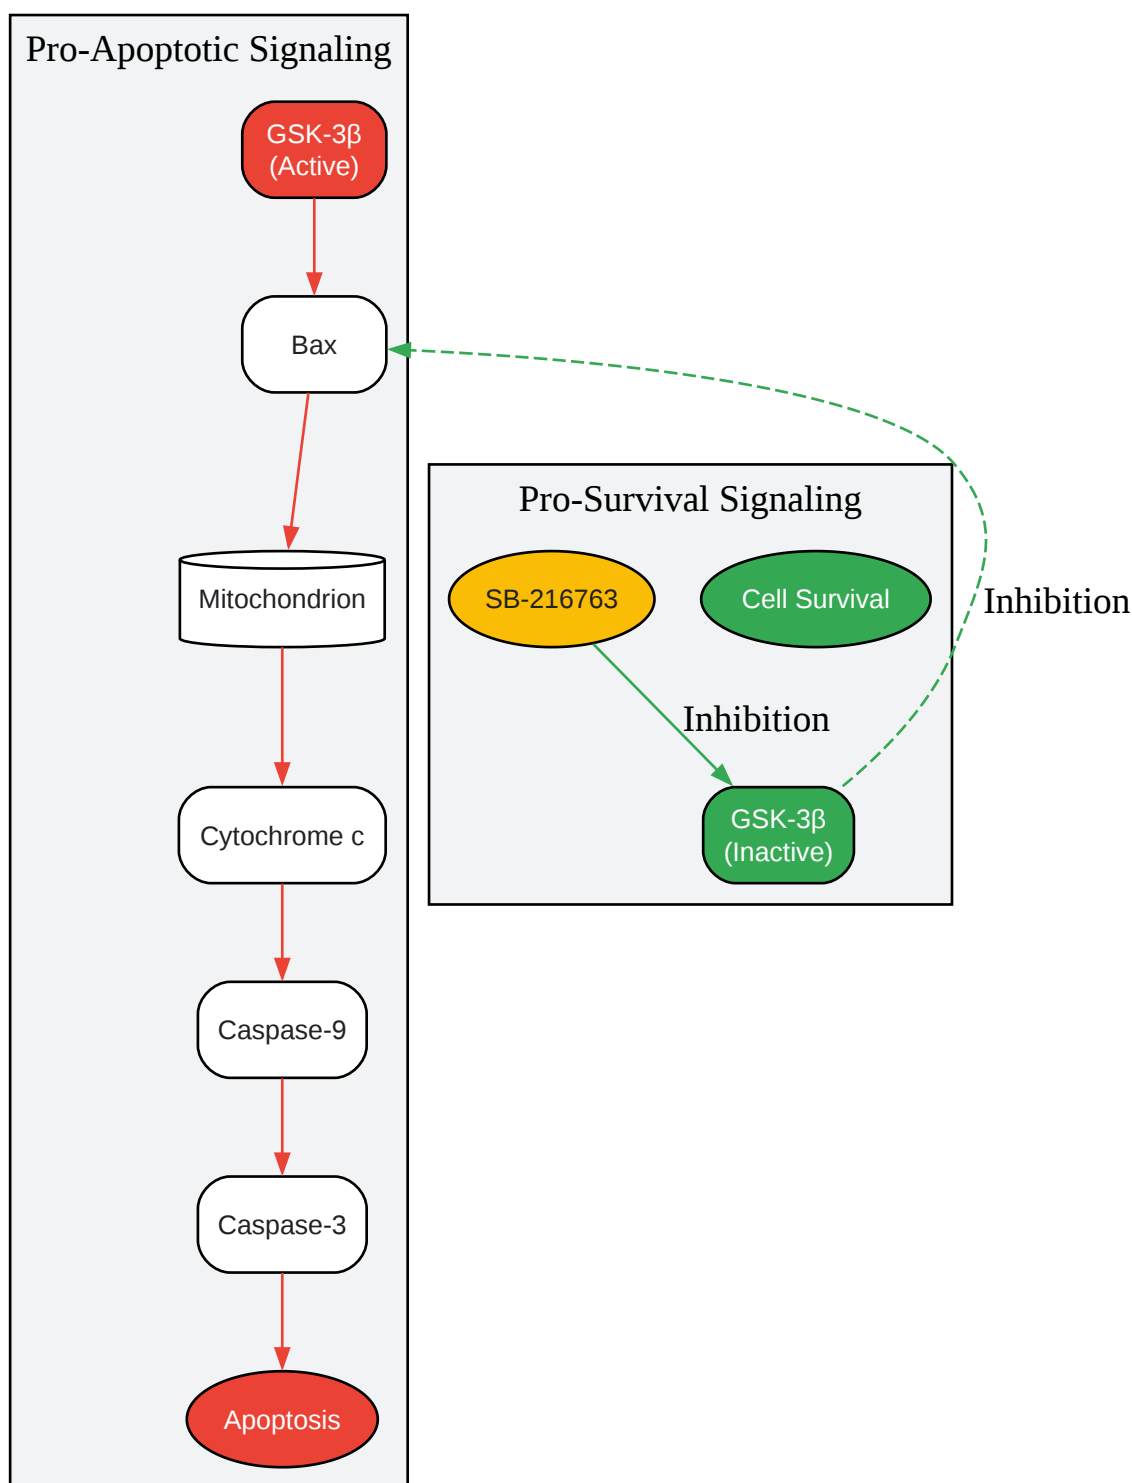 Pro-Apoptotic Signaling
GSK-3β
(Active)
Bax
Mitochondrion
Cytochrome c
Caspase-9
Caspase-3
Apoptosis
Pro-Survival Signaling
SB-216763
Cell Survival
Inhibition
GSK-3β
(Inactive)
Inhibition